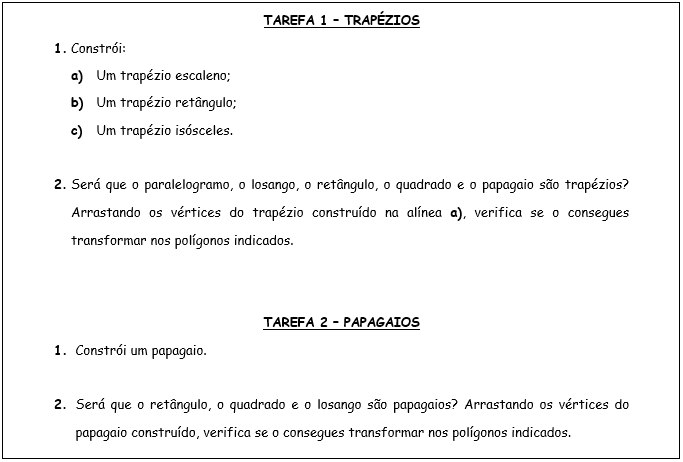 TAREFA 1 – TRAPÉZIOS
1. Constrói:
a) Um trapézio escaleno;
b) Um trapézio retângulo;
c) Um trapézio isósceles.
2. Será que o paralelogramo, o losango, o retângulo, o quadrado e o papagaio são trapézios?
Arrastando os vértices do trapézio construído na alínea a), verifica se o consegues
transformar nos polígonos indicados.
TAREFA 2 – PAPAGAIOS
1. Constrói um papagaio.
2. Será que o retângulo, o quadrado e o losango são papagaios? Arrastando os vértices do
papagaio construído, verifica se o consegues transformar nos polígonos indicados.